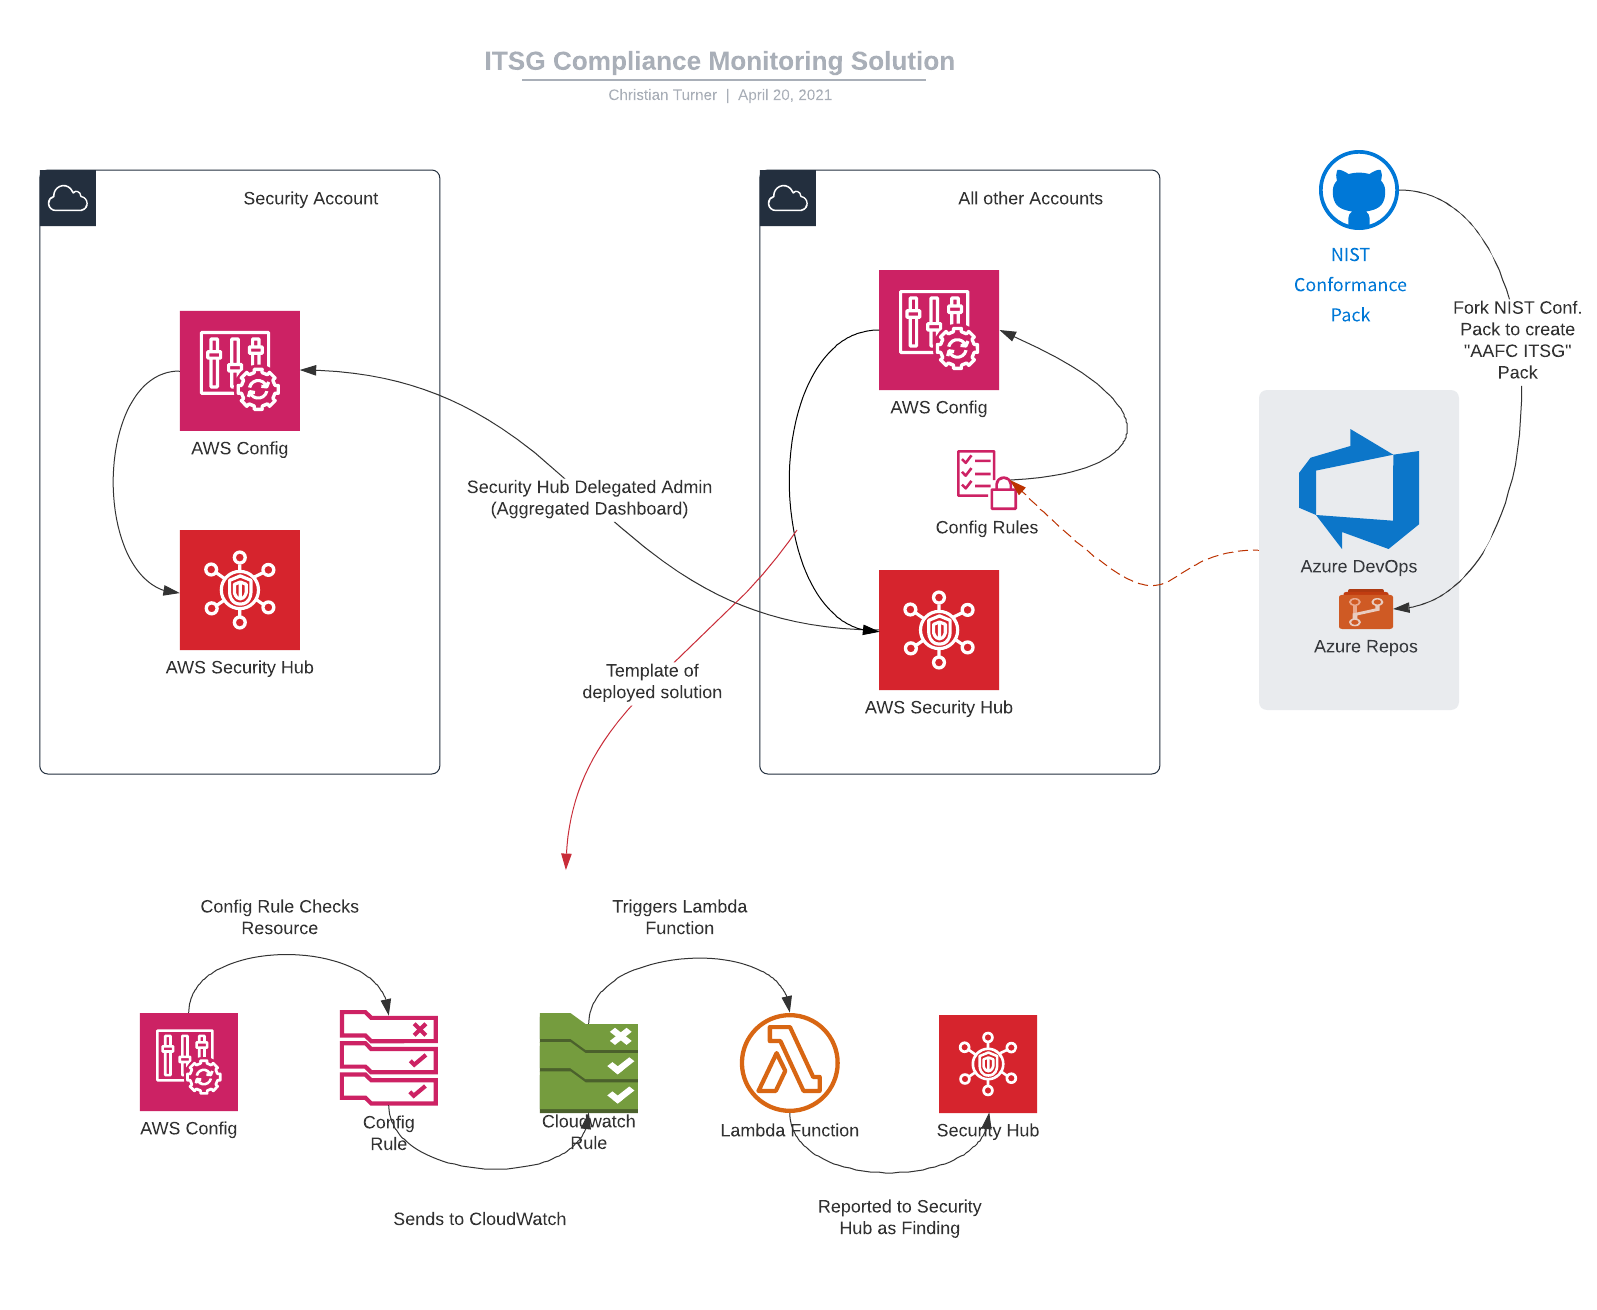 ITSG Compliance Monitoring Solution
Christian Turner | April 20, 2021
Security Account
AWS Config
AWS Security Hub
Security Hub Delegated Admin
(Aggregated Dashboard)
All other Accounts
AWS Config
Config Rules
AWS Security Hub
NIST
Conformance
Pack
Fork NIST Conf.
Pack to create
"AAFC ITSG"
Pack
Azure DevOps
Azure Repos
Template of
deployed solution
Config Rule Checks
Resource
Triggers Lambda
Function
AWS Config
Config
Rule
Cloudwatch
Rule
Lambda Function
Security Hub
Sends to CloudWatch
Reported to Security
Hub as Finding